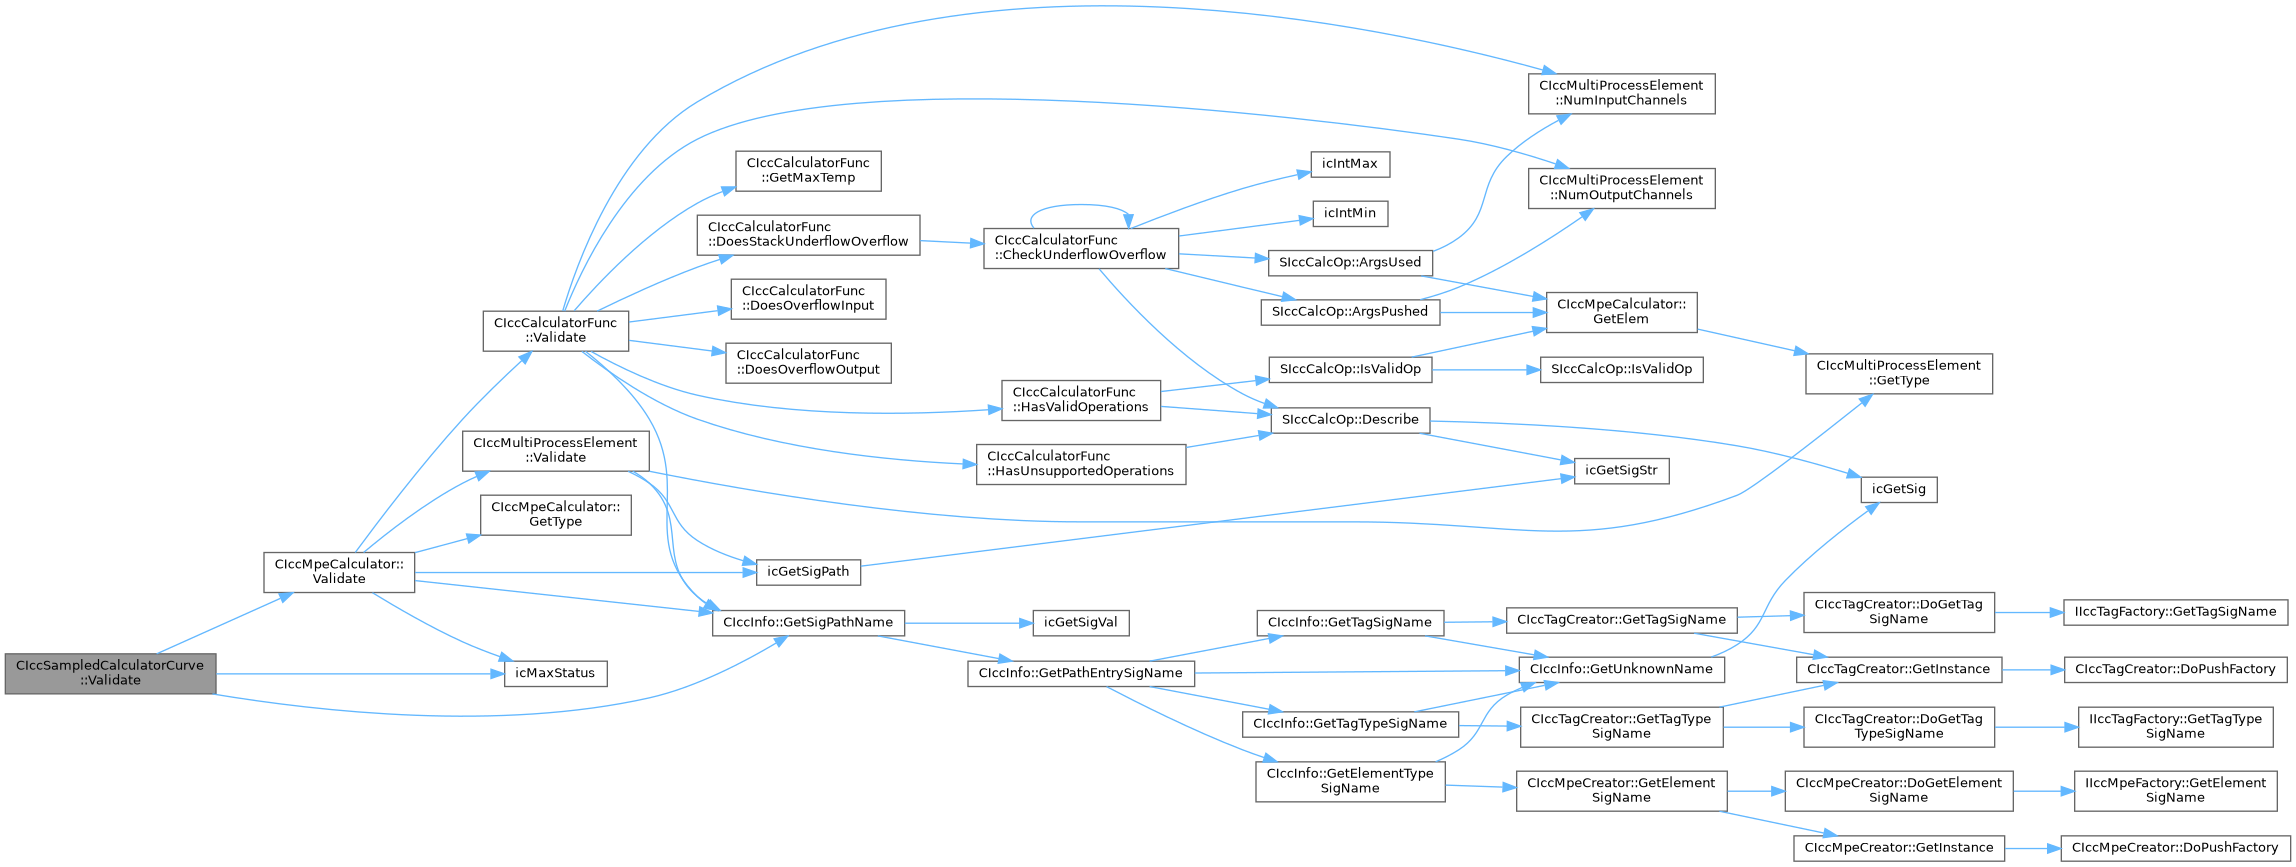 CIccSampledCalculatorCurve
::Validate
CIccMpeCalculator::
Validate
CIccCalculatorFunc
::Validate
CIccMultiProcessElement
::Validate
CIccMpeCalculator::
GetType
icMaxStatus
CIccCalculatorFunc
::GetMaxTemp
CIccCalculatorFunc
::DoesStackUnderflowOverflow
CIccCalculatorFunc
::DoesOverflowInput
CIccCalculatorFunc
::DoesOverflowOutput
icGetSigPath
CIccInfo::GetSigPathName
CIccCalculatorFunc
::CheckUnderflowOverflow
CIccCalculatorFunc
::HasValidOperations
CIccCalculatorFunc
::HasUnsupportedOperations
icGetSigVal
CIccInfo::GetPathEntrySigName
icIntMax
icIntMin
SIccCalcOp::ArgsUsed
SIccCalcOp::ArgsPushed
SIccCalcOp::IsValidOp
SIccCalcOp::Describe
CIccInfo::GetTagSigName
CIccInfo::GetTagTypeSigName
CIccInfo::GetElementType
SigName
CIccMultiProcessElement
::NumInputChannels
CIccMultiProcessElement
::NumOutputChannels
CIccMpeCalculator::
GetElem
SIccCalcOp::IsValidOp
icGetSigStr
CIccTagCreator::GetTagSigName
CIccInfo::GetUnknownName
CIccTagCreator::GetTagType
SigName
CIccMpeCreator::GetElement
SigName
CIccMultiProcessElement
::GetType
icGetSig
CIccTagCreator::DoGetTag
SigName
CIccTagCreator::GetInstance
CIccTagCreator::DoGetTag
TypeSigName
CIccMpeCreator::DoGetElement
SigName
CIccMpeCreator::GetInstance
IIccTagFactory::GetTagSigName
CIccTagCreator::DoPushFactory
IIccTagFactory::GetTagType
SigName
IIccMpeFactory::GetElement
SigName
CIccMpeCreator::DoPushFactory